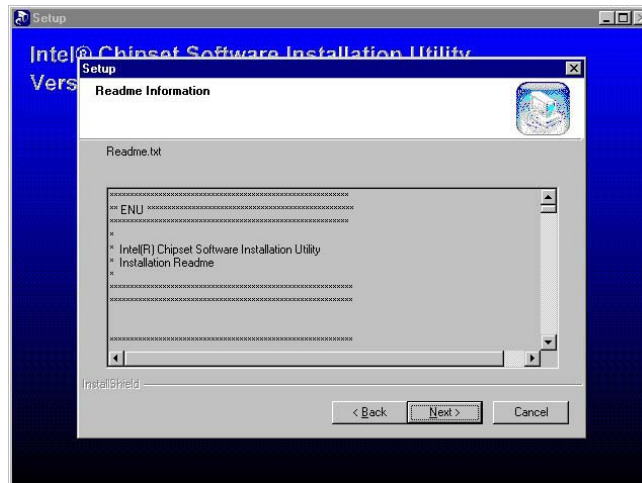 Setup
Intel® Chipset Software Installation Utility
Vers
Setup
Readme Information
Readme.txt
** ENU **
*
* Intel(R) Chipset Software Installation Utility
* Installation Readme
*
InstallShield
< Back
Next >
Cancel